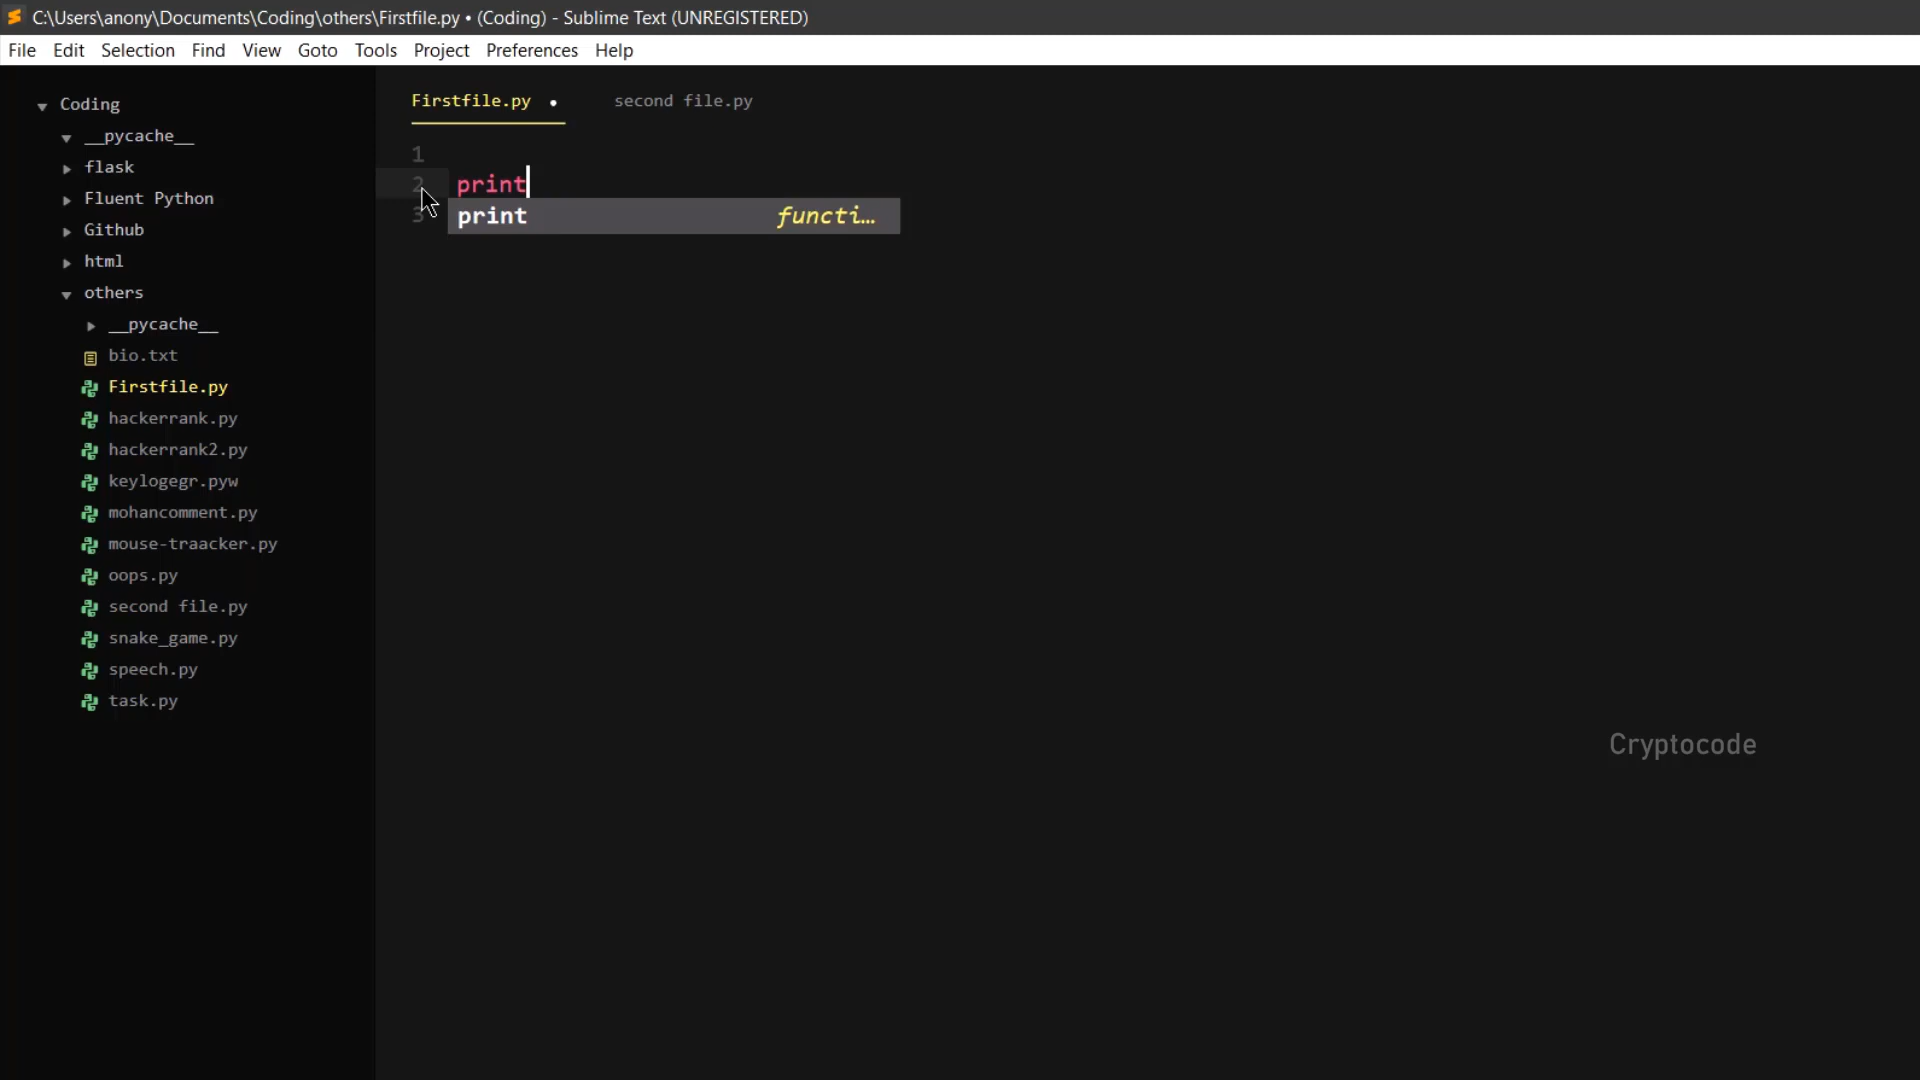 C:\Users\anony\Documents\Coding\others\Firstfile.py • (Coding) - Sublime Text (UNREGISTERED)
File Edit Selection Find View Goto Tools Project Preferences Help
Coding
__pycache__
flask
Fluent Python
Github
html
others
__pycache__
bio.txt
Firstfile.py
hackerrank.py
hackerrank2.py
keylogegr.pyw
mohancomment.py
mouse-traacker.py
oops.py
second file.py
snake_game.py
speech.py
task.py
Firstfile.py • second file.py
1
2 print
3
print functi…
Cryptocode